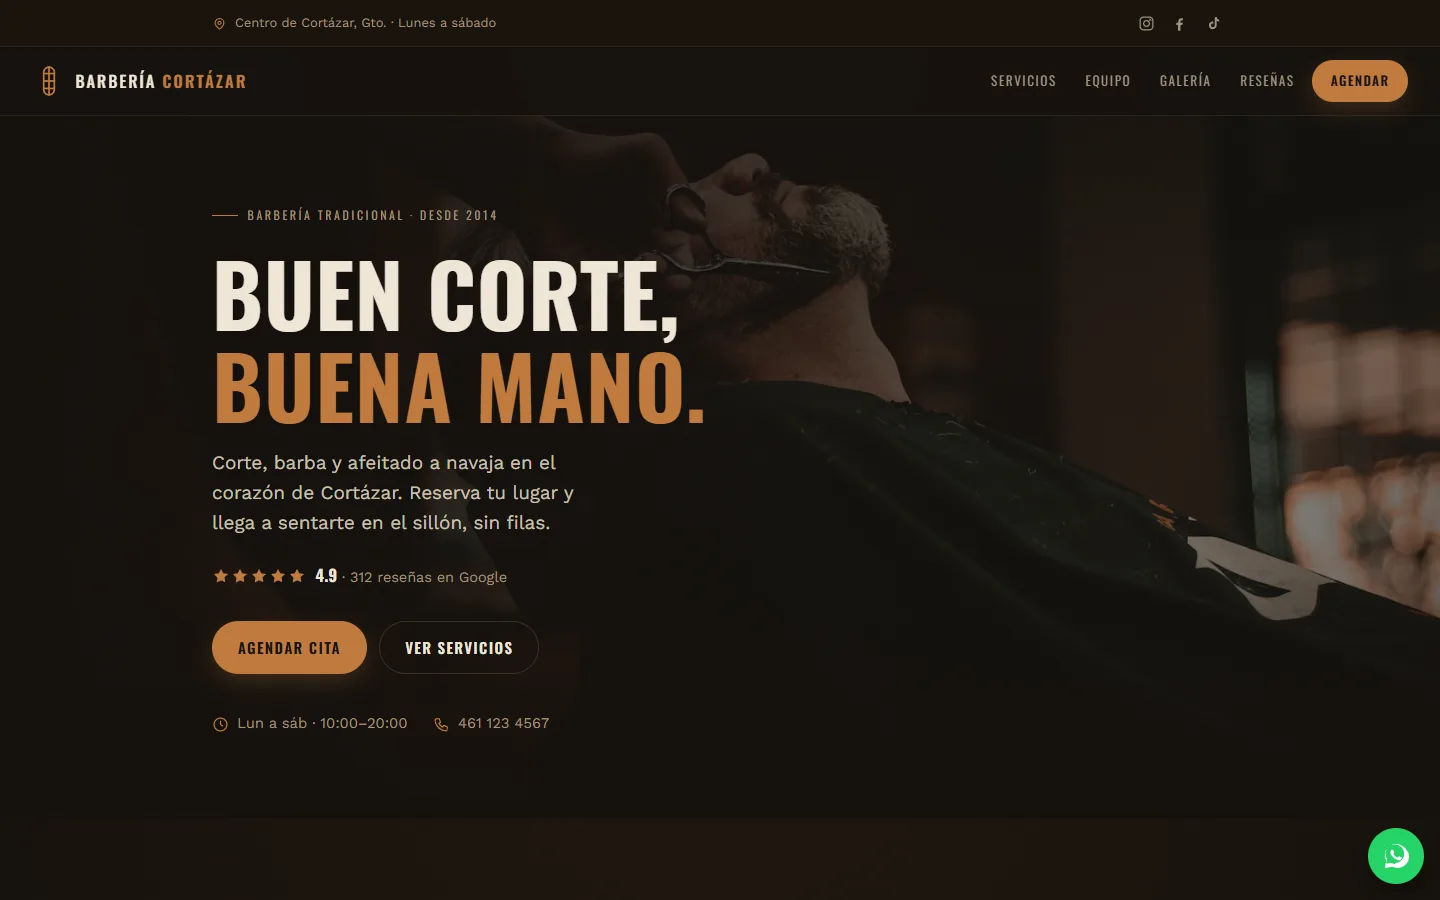 Centro de Cortázar, Gto. · Lunes a sábado
BARBERÍA CORTÁZAR
SERVICIOS
EQUIPO
GALERÍA
RESEÑAS
AGENDAR
BARBERÍA TRADICIONAL · DESDE 2014
BUEN CORTE,
BUENA MANO.
Corte, barba y afeitado a navaja en el
corazón de Cortázar. Reserva tu lugar y
llega a sentarte en el sillón, sin filas.
4.9 · 312 reseñas en Google
AGENDAR CITA
VER SERVICIOS
Lun a sáb · 10:00–20:00
461 123 4567